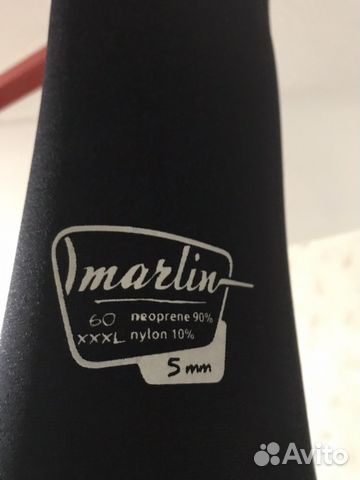 marlin
60 neoprene 90%
XXXL nylon 10%
5 mm
Avito